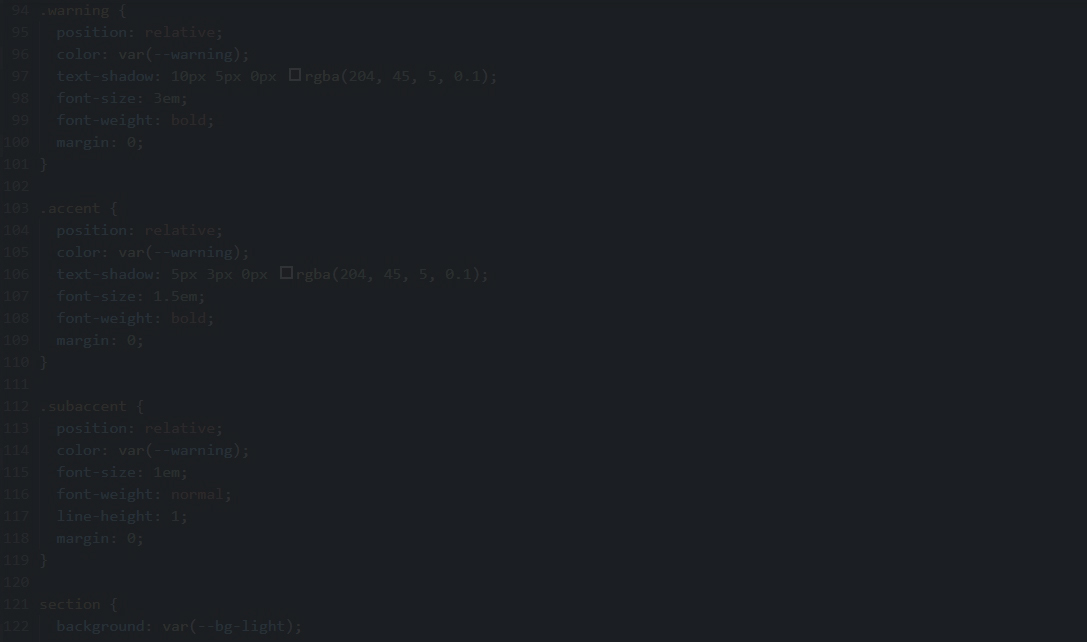 94 .warning {
95 position: relative;
96 color: var(--warning);
97 text-shadow: 10px 5px 0px rgba(204, 45, 5, 0.1);
98 font-size: 3em;
99 font-weight: bold;
100 margin: 0;
101 }
102
103 .accent {
104 position: relative;
105 color: var(--warning);
106 text-shadow: 5px 3px 0px rgba(204, 45, 5, 0.1);
107 font-size: 1.5em;
108 font-weight: bold;
109 margin: 0;
110 }
111
112 .subaccent {
113 position: relative;
114 color: var(--warning);
115 font-size: 1em;
116 font-weight: normal;
117 line-height: 1;
118 margin: 0;
119 }
120
121 section {
122 background: var(--bg-light);